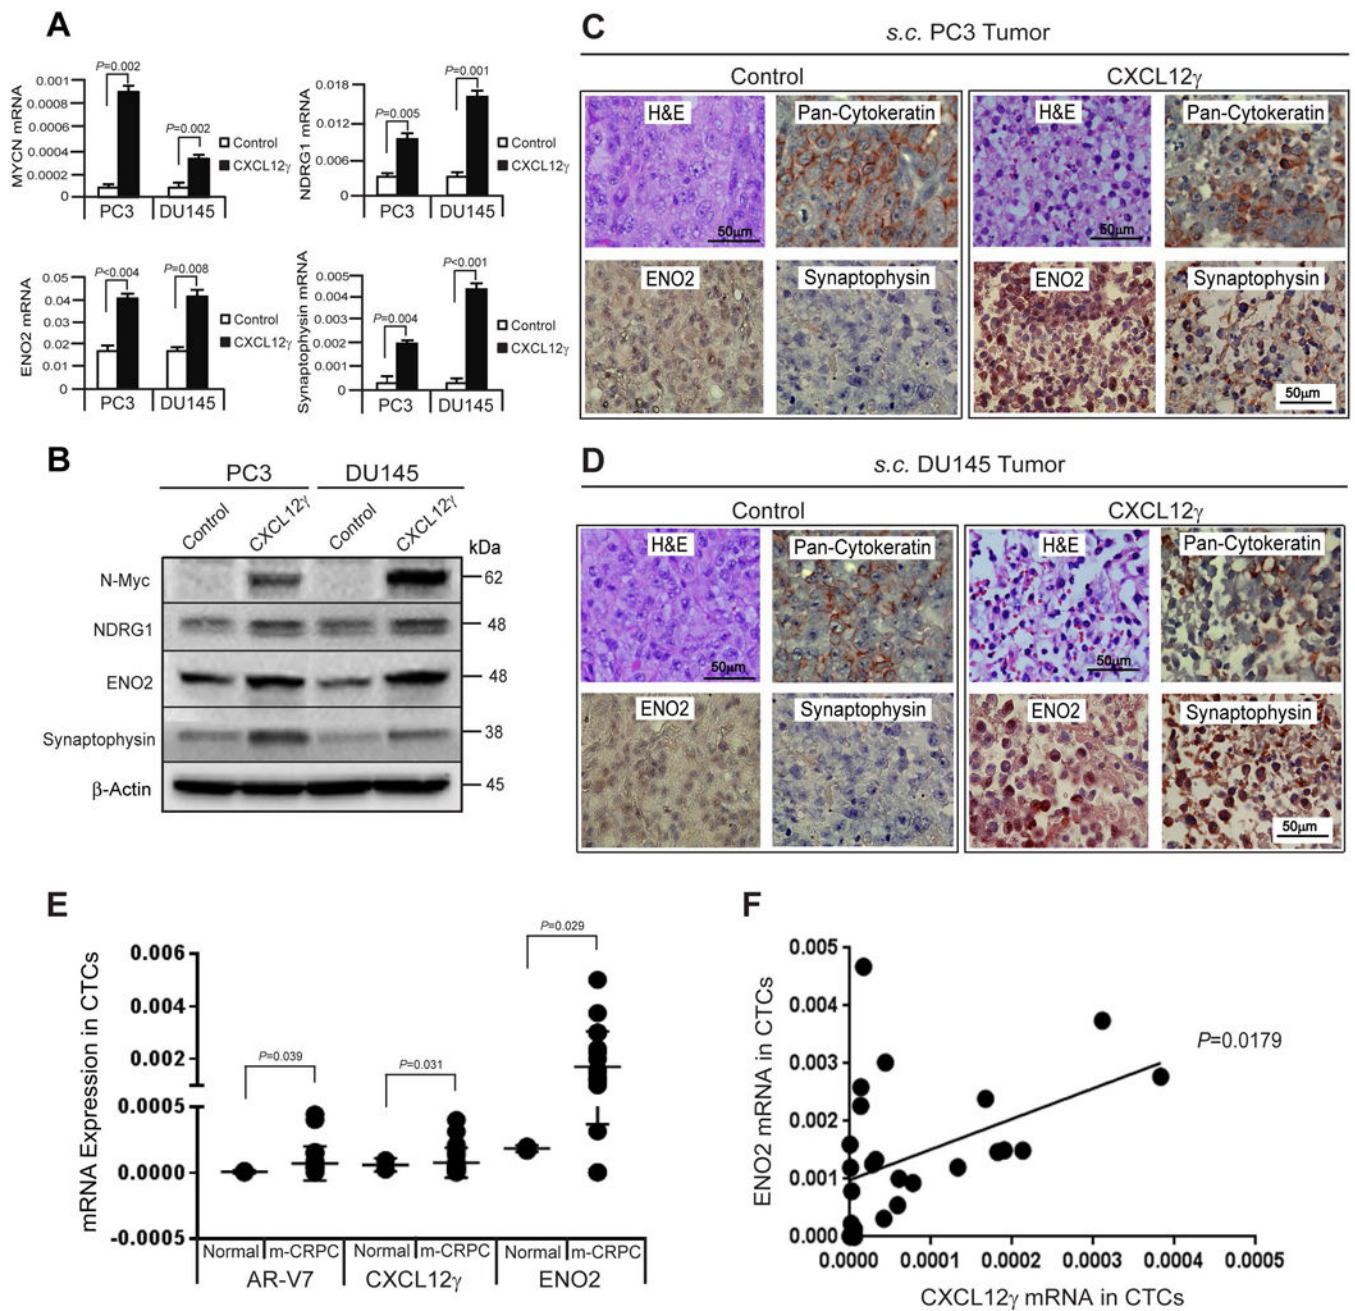 A
MYCN mRNA
0.001
0.0008
0.0006
0.0004
0.0002
0
P=0.002
P=0.002
PC3
DU145
Control
CXCL12γ
NDRG1 mRNA
0.018
0.012
0.006
0
P=0.005
P=0.001
PC3
DU145
Control
CXCL12γ
ENO2 mRNA
0.05
0.04
0.03
0.02
0.01
0
P<0.004
P=0.008
PC3
DU145
Control
CXCL12γ
Synaptophysin mRNA
0.005
0.004
0.003
0.002
0.001
0
P=0.004
P<0.001
PC3
DU145
Control
CXCL12γ
B
PC3
DU145
Control
CXCL12γ
Control
CXCL12γ
kDa
N-Myc
62
NDRG1
48
ENO2
48
Synaptophysin
38
β-Actin
45
C
s.c. PC3 Tumor
Control
CXCL12γ
H&E
Pan-Cytokeratin
H&E
Pan-Cytokeratin
50μm
50μm
ENO2
Synaptophysin
ENO2
Synaptophysin
50μm
D
s.c. DU145 Tumor
Control
CXCL12γ
H&E
Pan-Cytokeratin
H&E
Pan-Cytokeratin
50μm
50μm
ENO2
Synaptophysin
ENO2
Synaptophysin
50μm
E
mRNA Expression in CTCs
0.006
0.004
0.002
0.0005
0.0000
-0.0005
P=0.039
P=0.031
P=0.029
Normal
m-CRPC
Normal
m-CRPC
Normal
m-CRPC
AR-V7
CXCL12γ
ENO2
F
ENO2 mRNA in CTCs
0.005
0.004
0.003
0.002
0.001
0.000
P=0.0179
0.0000
0.0001
0.0002
0.0003
0.0004
0.0005
CXCL12γ mRNA in CTCs